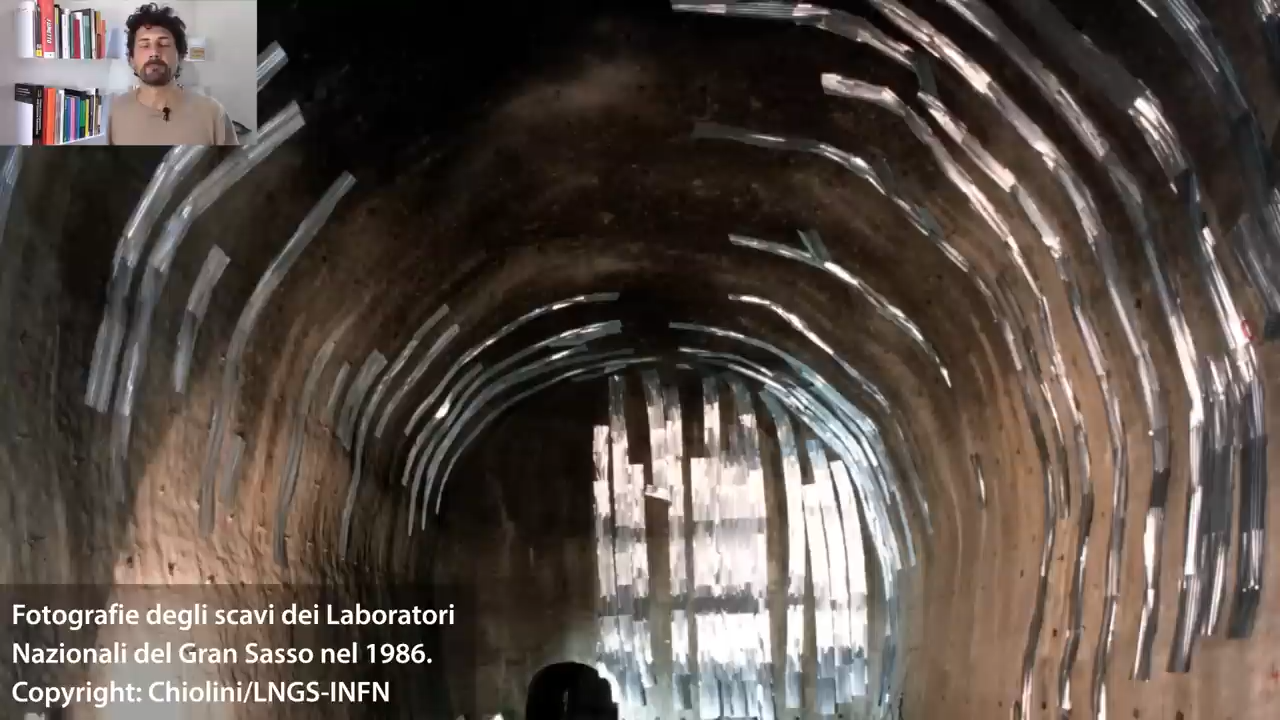 Fotografie degli scavi dei Laboratori
Nazionali del Gran Sasso nel 1986.
Copyright: Chiolini/LNGS-INFN